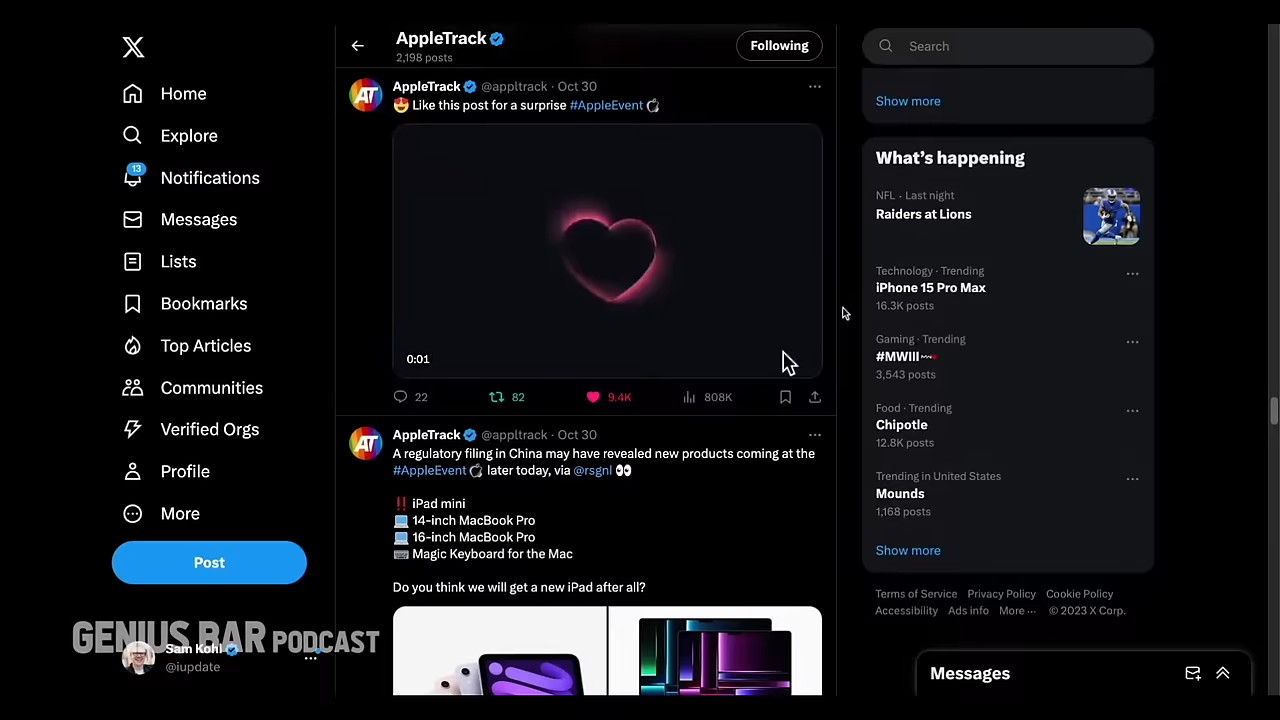 Home
Explore
13
Notifications
Messages
Lists
Bookmarks
Top Articles
Communities
Verified Orgs
Profile
More
Post
GENIUS BAR PODCAST
Sam Kohl
@iupdate
AppleTrack
2,198 posts
Following
AT
AppleTrack @appltrack · Oct 30
😍 Like this post for a surprise #AppleEvent
0:01
22
82
9.4K
808K
AT
AppleTrack @appltrack · Oct 30
A regulatory filing in China may have revealed new products coming at the
#AppleEvent later today, via @rsgnl 👀
‼️ iPad mini
💻 14-inch MacBook Pro
💻 16-inch MacBook Pro
⌨️ Magic Keyboard for the Mac
Do you think we will get a new iPad after all?
Search
Show more
What’s happening
NFL · Last night
Raiders at Lions
Technology · Trending
iPhone 15 Pro Max
16.3K posts
Gaming · Trending
#MWIII
3,543 posts
Food · Trending
Chipotle
12.8K posts
Trending in United States
Mounds
1,168 posts
Show more
Terms of Service Privacy Policy Cookie Policy
Accessibility Ads info More ··· © 2023 X Corp.
Messages